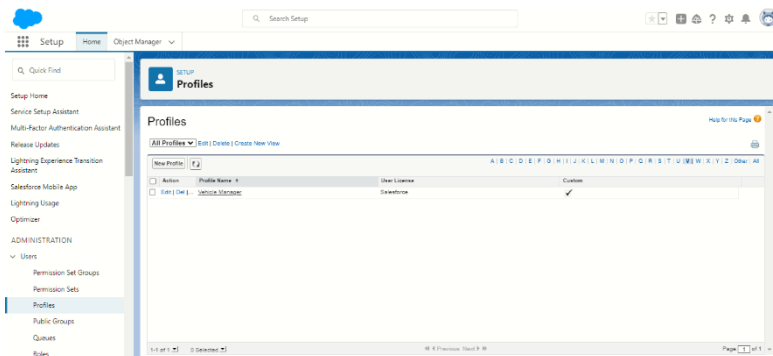 Search Setup
Setup Home Object Manager
Quick Find
Setup Home
Service Setup Assistant
Multi-Factor Authentication Assistant
Release Updates
Lightning Experience Transition
Assistant
Salesforce Mobile App
Lightning Usage
Optimizer
ADMINISTRATION
Users
Permission Set Groups
Permission Sets
Profiles
Public Groups
Queues
Roles
SETUP
Profiles
Profiles
Help for this Page
All Profiles Edit | Delete | Create New View
New Profile
A | B | C | D | E | F | G | H | I | J | K | L | M | N | O | P | Q | R | S | T | U | V | W | X | Y | Z | Other | All
Action Profile Name User License Custom
Edit | Del |... Vehicle Manager Salesforce
1-1 of 1 0 Selected Previous Next Page 1 of 1